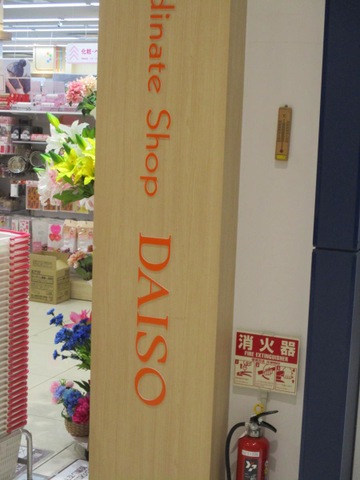 dinate Shop DAISO
消火器
FIRE EXTINGUISHER